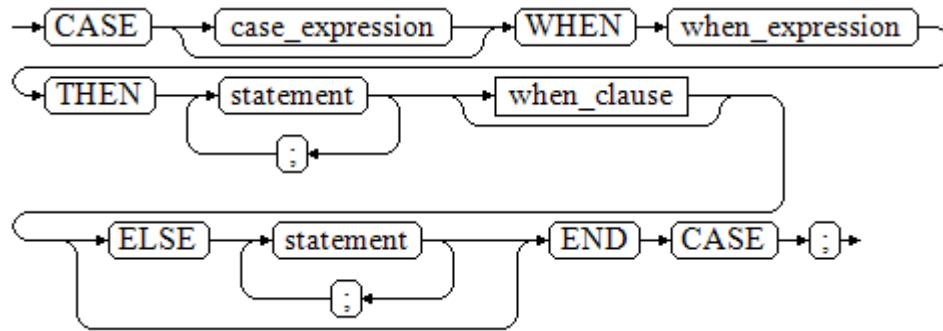 CASE case_expression WHEN when_expression
THEN statement when_clause
;
ELSE statement END CASE ;
;